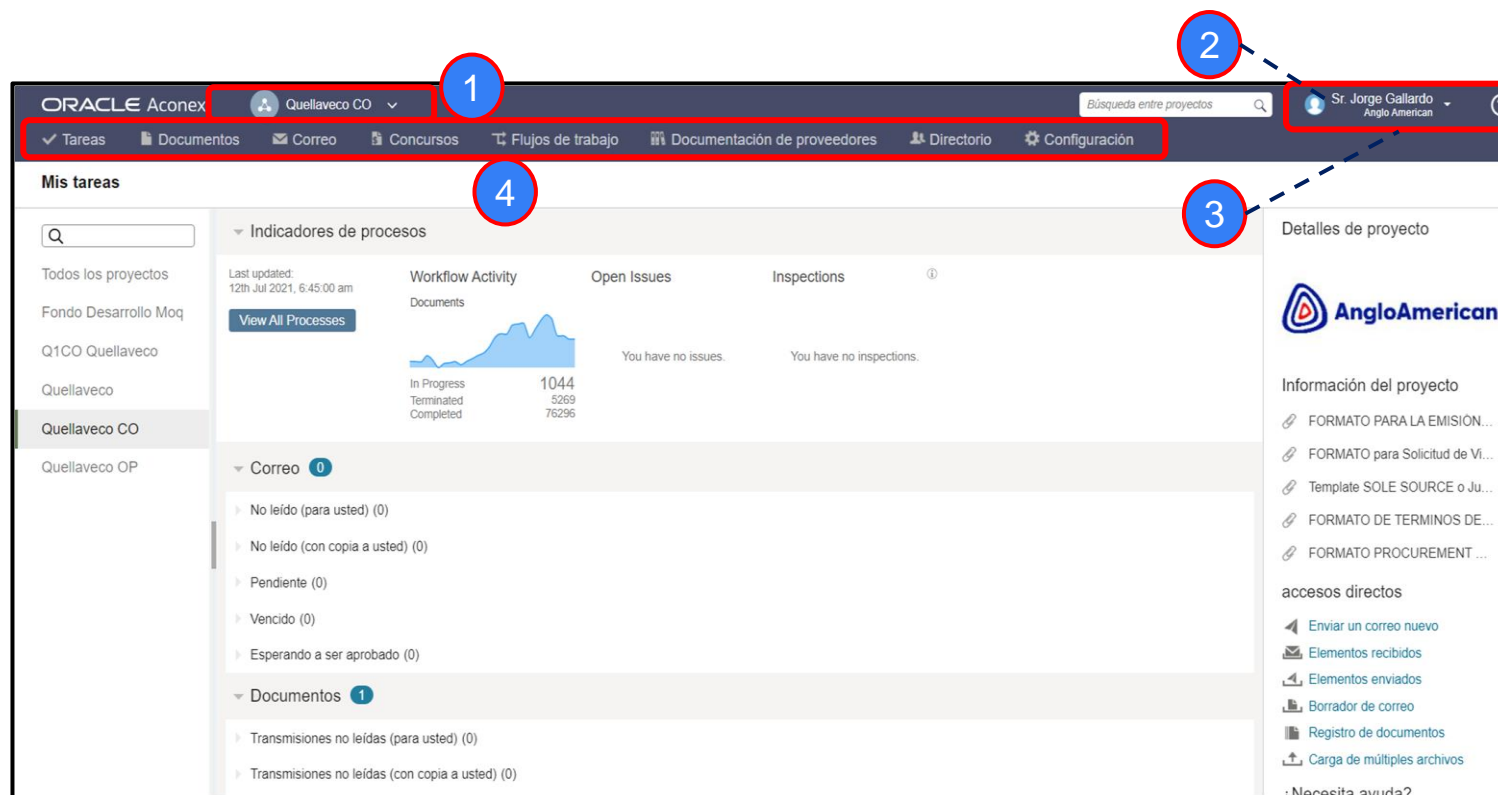 2
1
ORACLE Aconex
Quellaveco CO
Búsqueda entre proyectos
Sr. Jorge Gallardo
Anglo American
Tareas
Documentos
Correo
Concursos
Flujos de trabajo
Documentación de proveedores
Directorio
Configuración
Mis tareas
4
3
Todos los proyectos
Fondo Desarrollo Moq
Q1CO Quellaveco
Quellaveco
Quellaveco CO
Quellaveco OP
Indicadores de procesos
Last updated:
12th Jul 2021, 6:45:00 am
View All Processes
Workflow Activity
Documents
In Progress 1044
Terminated 5269
Completed 76296
Open Issues
You have no issues.
Inspections
You have no inspections.
Correo 0
No leído (para usted) (0)
No leído (con copia a usted) (0)
Pendiente (0)
Vencido (0)
Esperando a ser aprobado (0)
Documentos 1
Transmisiones no leídas (para usted) (0)
Transmisiones no leídas (con copia a usted) (0)
Detalles de proyecto
AngloAmerican
Información del proyecto
FORMATO PARA LA EMISIÓN...
FORMATO para Solicitud de Vi...
Template SOLE SOURCE o Ju...
FORMATO DE TERMINOS DE...
FORMATO PROCUREMENT ...
accesos directos
Enviar un correo nuevo
Elementos recibidos
Elementos enviados
Borrador de correo
Registro de documentos
Carga de múltiples archivos
¿Necesita ayuda?